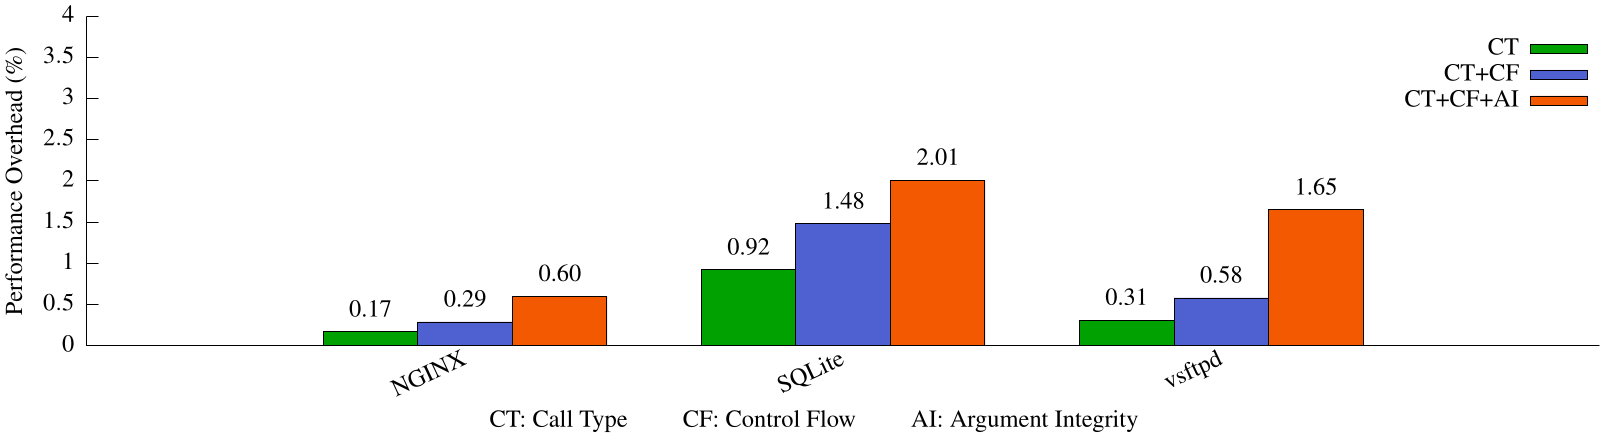 Performance Overhead (%)
4
3.5
3
2.5
2
1.5
1
0.5
0
CT
CT+CF
CT+CF+AI
0.17
0.29
0.60
0.92
1.48
2.01
0.31
0.58
1.65
NGINX
SQLite
vsftpd
CT: Call Type CF: Control Flow AI: Argument Integrity